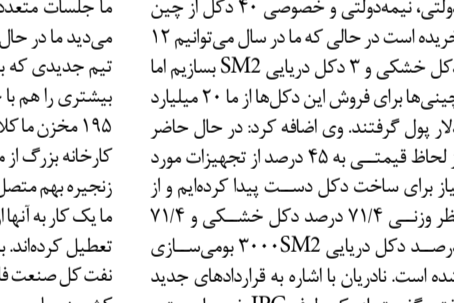 دولتی، نیمه‌دولتی و خصوصی ۴۰ دکل از چین
خریده است در حالی که ما در سال می‌توانیم ۱۲
دکل خشکی و ۳ دکل دریایی SM2 بسازیم اما
چینی‌ها برای فروش این دکل‌ها از ما ۲۰ میلیارد
دلار پول گرفتند. وی اضافه کرد: در حال حاضر
از لحاظ قیمتی به ۴۵ درصد از تجهیزات مورد
نیاز برای ساخت دکل دست پیدا کرده‌ایم و از
نظر وزنی ۷۱/۴ درصد دکل خشکی و ۷۱/۴
درصد دکل دریایی ۳۰۰۰SM2 بومی‌سازی
شده است. نادریان با اشاره به قراردادهای جدید
IPC
ما جلسات متعدد
می‌دید ما در حال
تیم جدیدی که
بیشتری را هم با
۱۹۵ مخزن ما
کارخانه بزرگ از
زنجیره بهم متصل
ما یک کار به آنها
تعطیل کرده‌اند.
نفت کل صنعت